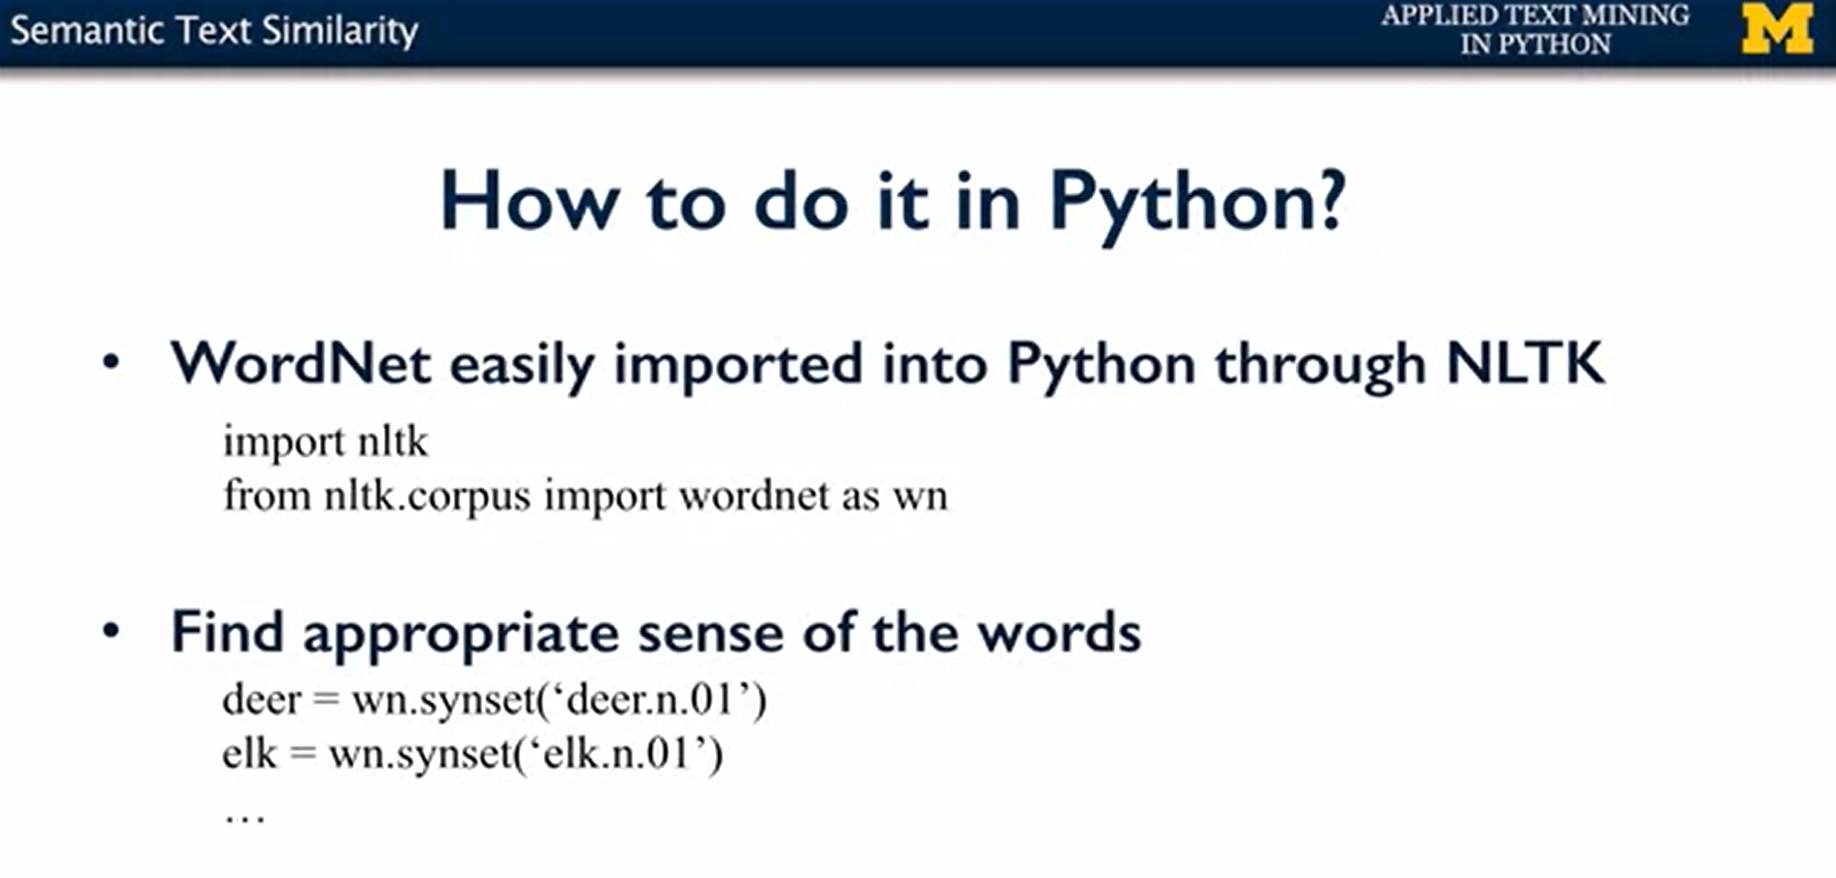 Semantic Text Similarity
APPLIED TEXT MINING
IN PYTHON
M
How to do it in Python?
• WordNet easily imported into Python through NLTK
import nltk
from nltk.corpus import wordnet as wn
• Find appropriate sense of the words
deer = wn.synset(‘deer.n.01’)
elk = wn.synset(‘elk.n.01’)
…